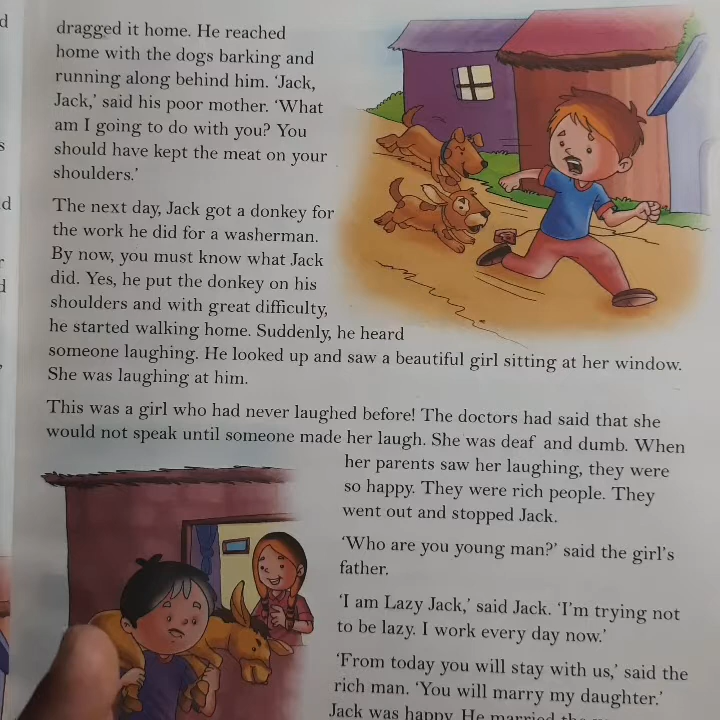 dragged it home. He reached
home with the dogs barking and
running along behind him. ‘Jack,
Jack,’ said his poor mother. ‘What
am I going to do with you? You
should have kept the meat on your
shoulders.’
The next day, Jack got a donkey for
the work he did for a washerman.
By now, you must know what Jack
did. Yes, he put the donkey on his
shoulders and with great difficulty,
he started walking home. Suddenly, he heard
someone laughing. He looked up and saw a beautiful girl sitting at her window.
She was laughing at him.
This was a girl who had never laughed before! The doctors had said that she
would not speak until someone made her laugh. She was deaf and dumb. When
her parents saw her laughing, they were
so happy. They were rich people. They
went out and stopped Jack.
‘Who are you young man?’ said the girl’s
father.
‘I am Lazy Jack,’ said Jack. ‘I’m trying not
to be lazy. I work every day now.’
‘From today you will stay with us,’ said the
rich man. ‘You will marry my daughter.’
Jack was happy. He married the